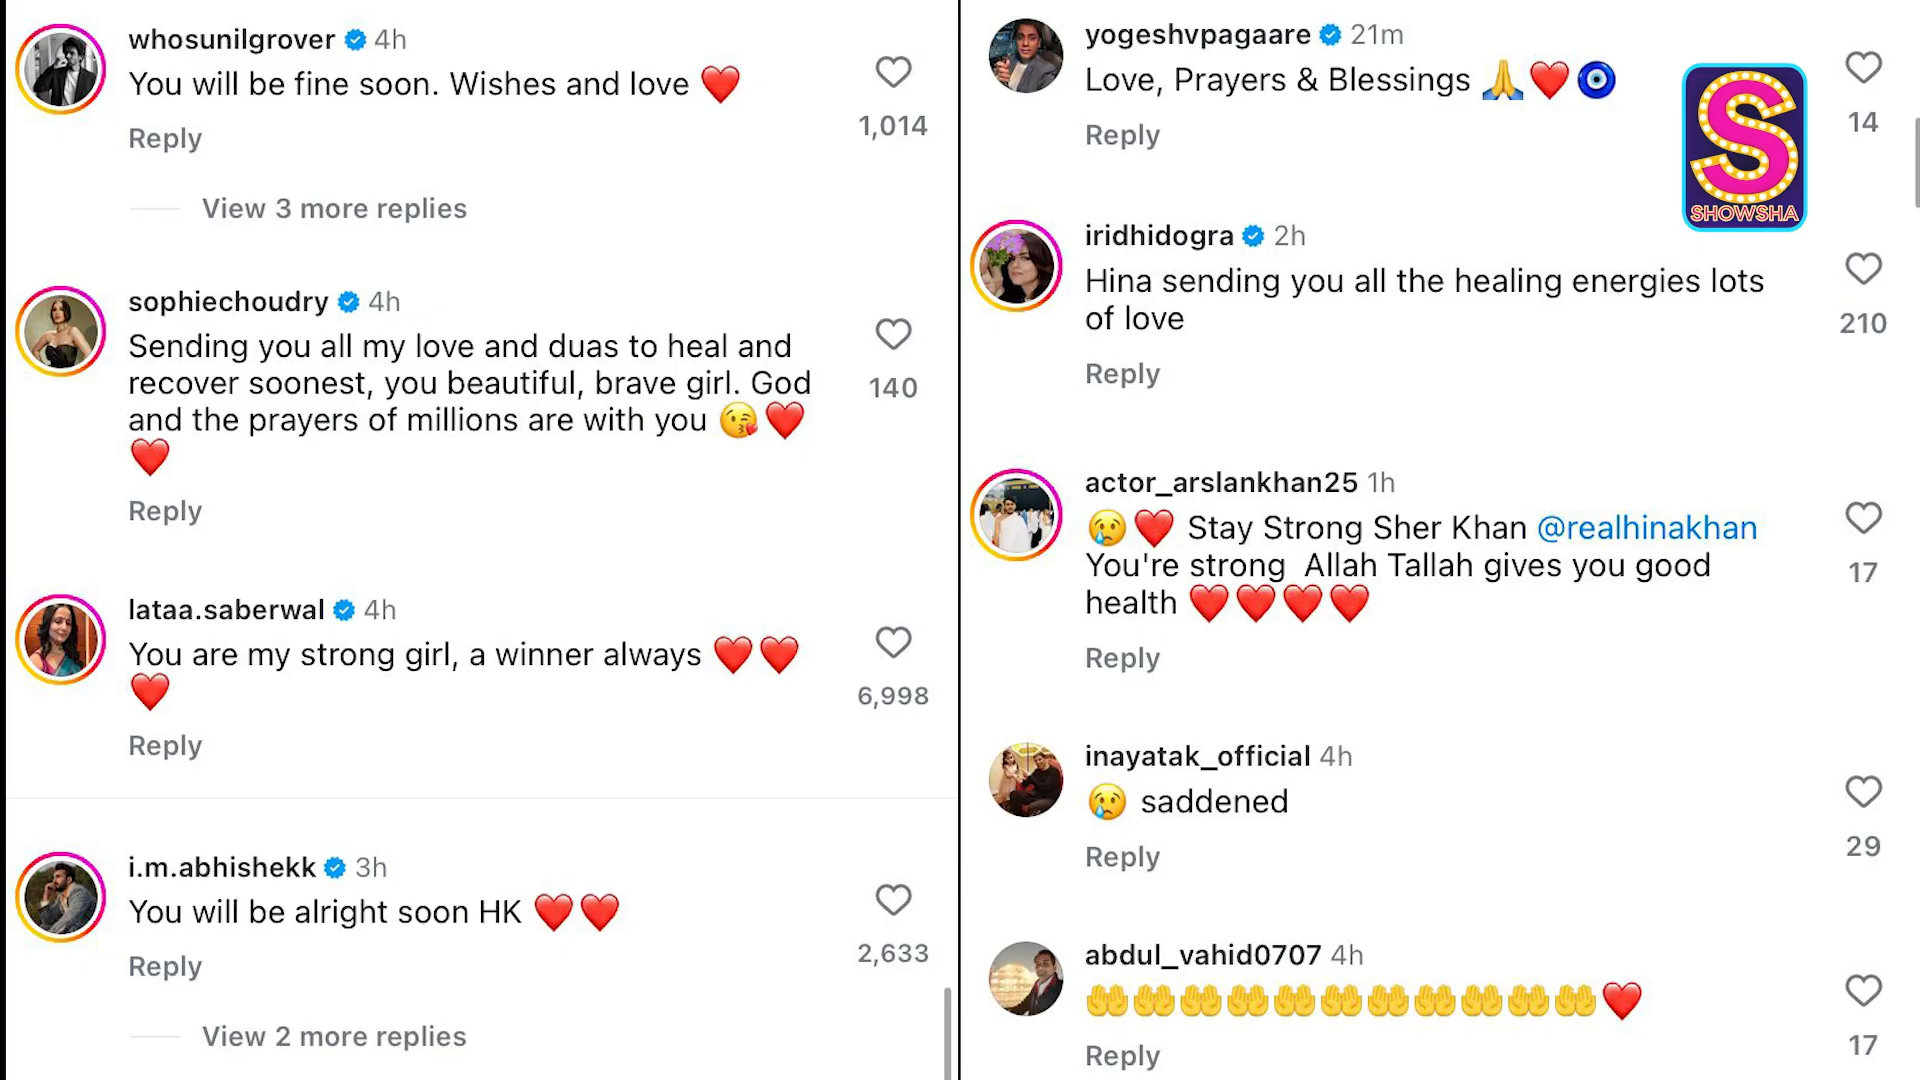 whosunilgrover 4h
You will be fine soon. Wishes and love ❤️
1,014
Reply
View 3 more replies
sophiechoudry 4h
Sending you all my love and duas to heal and
recover soonest, you beautiful, brave girl. God
and the prayers of millions are with you 😘❤️
❤️
140
Reply
lataa.saberwal 4h
You are my strong girl, a winner always ❤️❤️
❤️
6,998
Reply
i.m.abhishekk 3h
You will be alright soon HK ❤️❤️
2,633
Reply
View 2 more replies
yogeshvpagaare 21m
Love, Prayers & Blessings 🙏❤️🧿
14
Reply
S
SHOWSHA
iridhidogra 2h
Hina sending you all the healing energies lots
of love
210
Reply
actor_arslankhan25 1h
😢❤️ Stay Strong Sher Khan @realhinakhan
You're strong  Allah Tallah gives you good
health ❤️❤️❤️❤️
17
Reply
inayatak_official 4h
😢 saddened
29
Reply
abdul_vahid0707 4h
🤲🤲🤲🤲🤲🤲🤲🤲🤲🤲🤲❤️
17
Reply